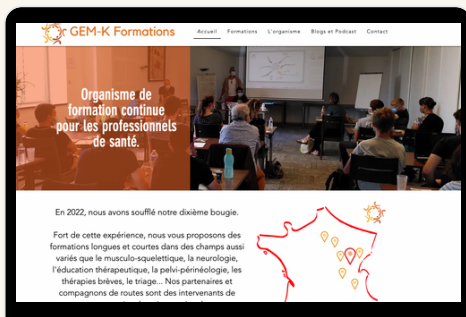 GEM-K Formations
Accueil Formations L'organisme Blogs et Podcast Contact
Organisme de
formation continue
pour les professionnels
de santé.
En 2022, nous avons soufflé notre dixième bougie.
Fort de cette expérience, nous vous proposons des
formations longues et courtes dans des champs aussi
variés que le musculo-squelettique, la neurologie,
l'éducation thérapeutique, la pelvi-périnéologie, les
thérapies brèves, le triage... Nos partenaires et
compagnons de routes sont des intervenants de